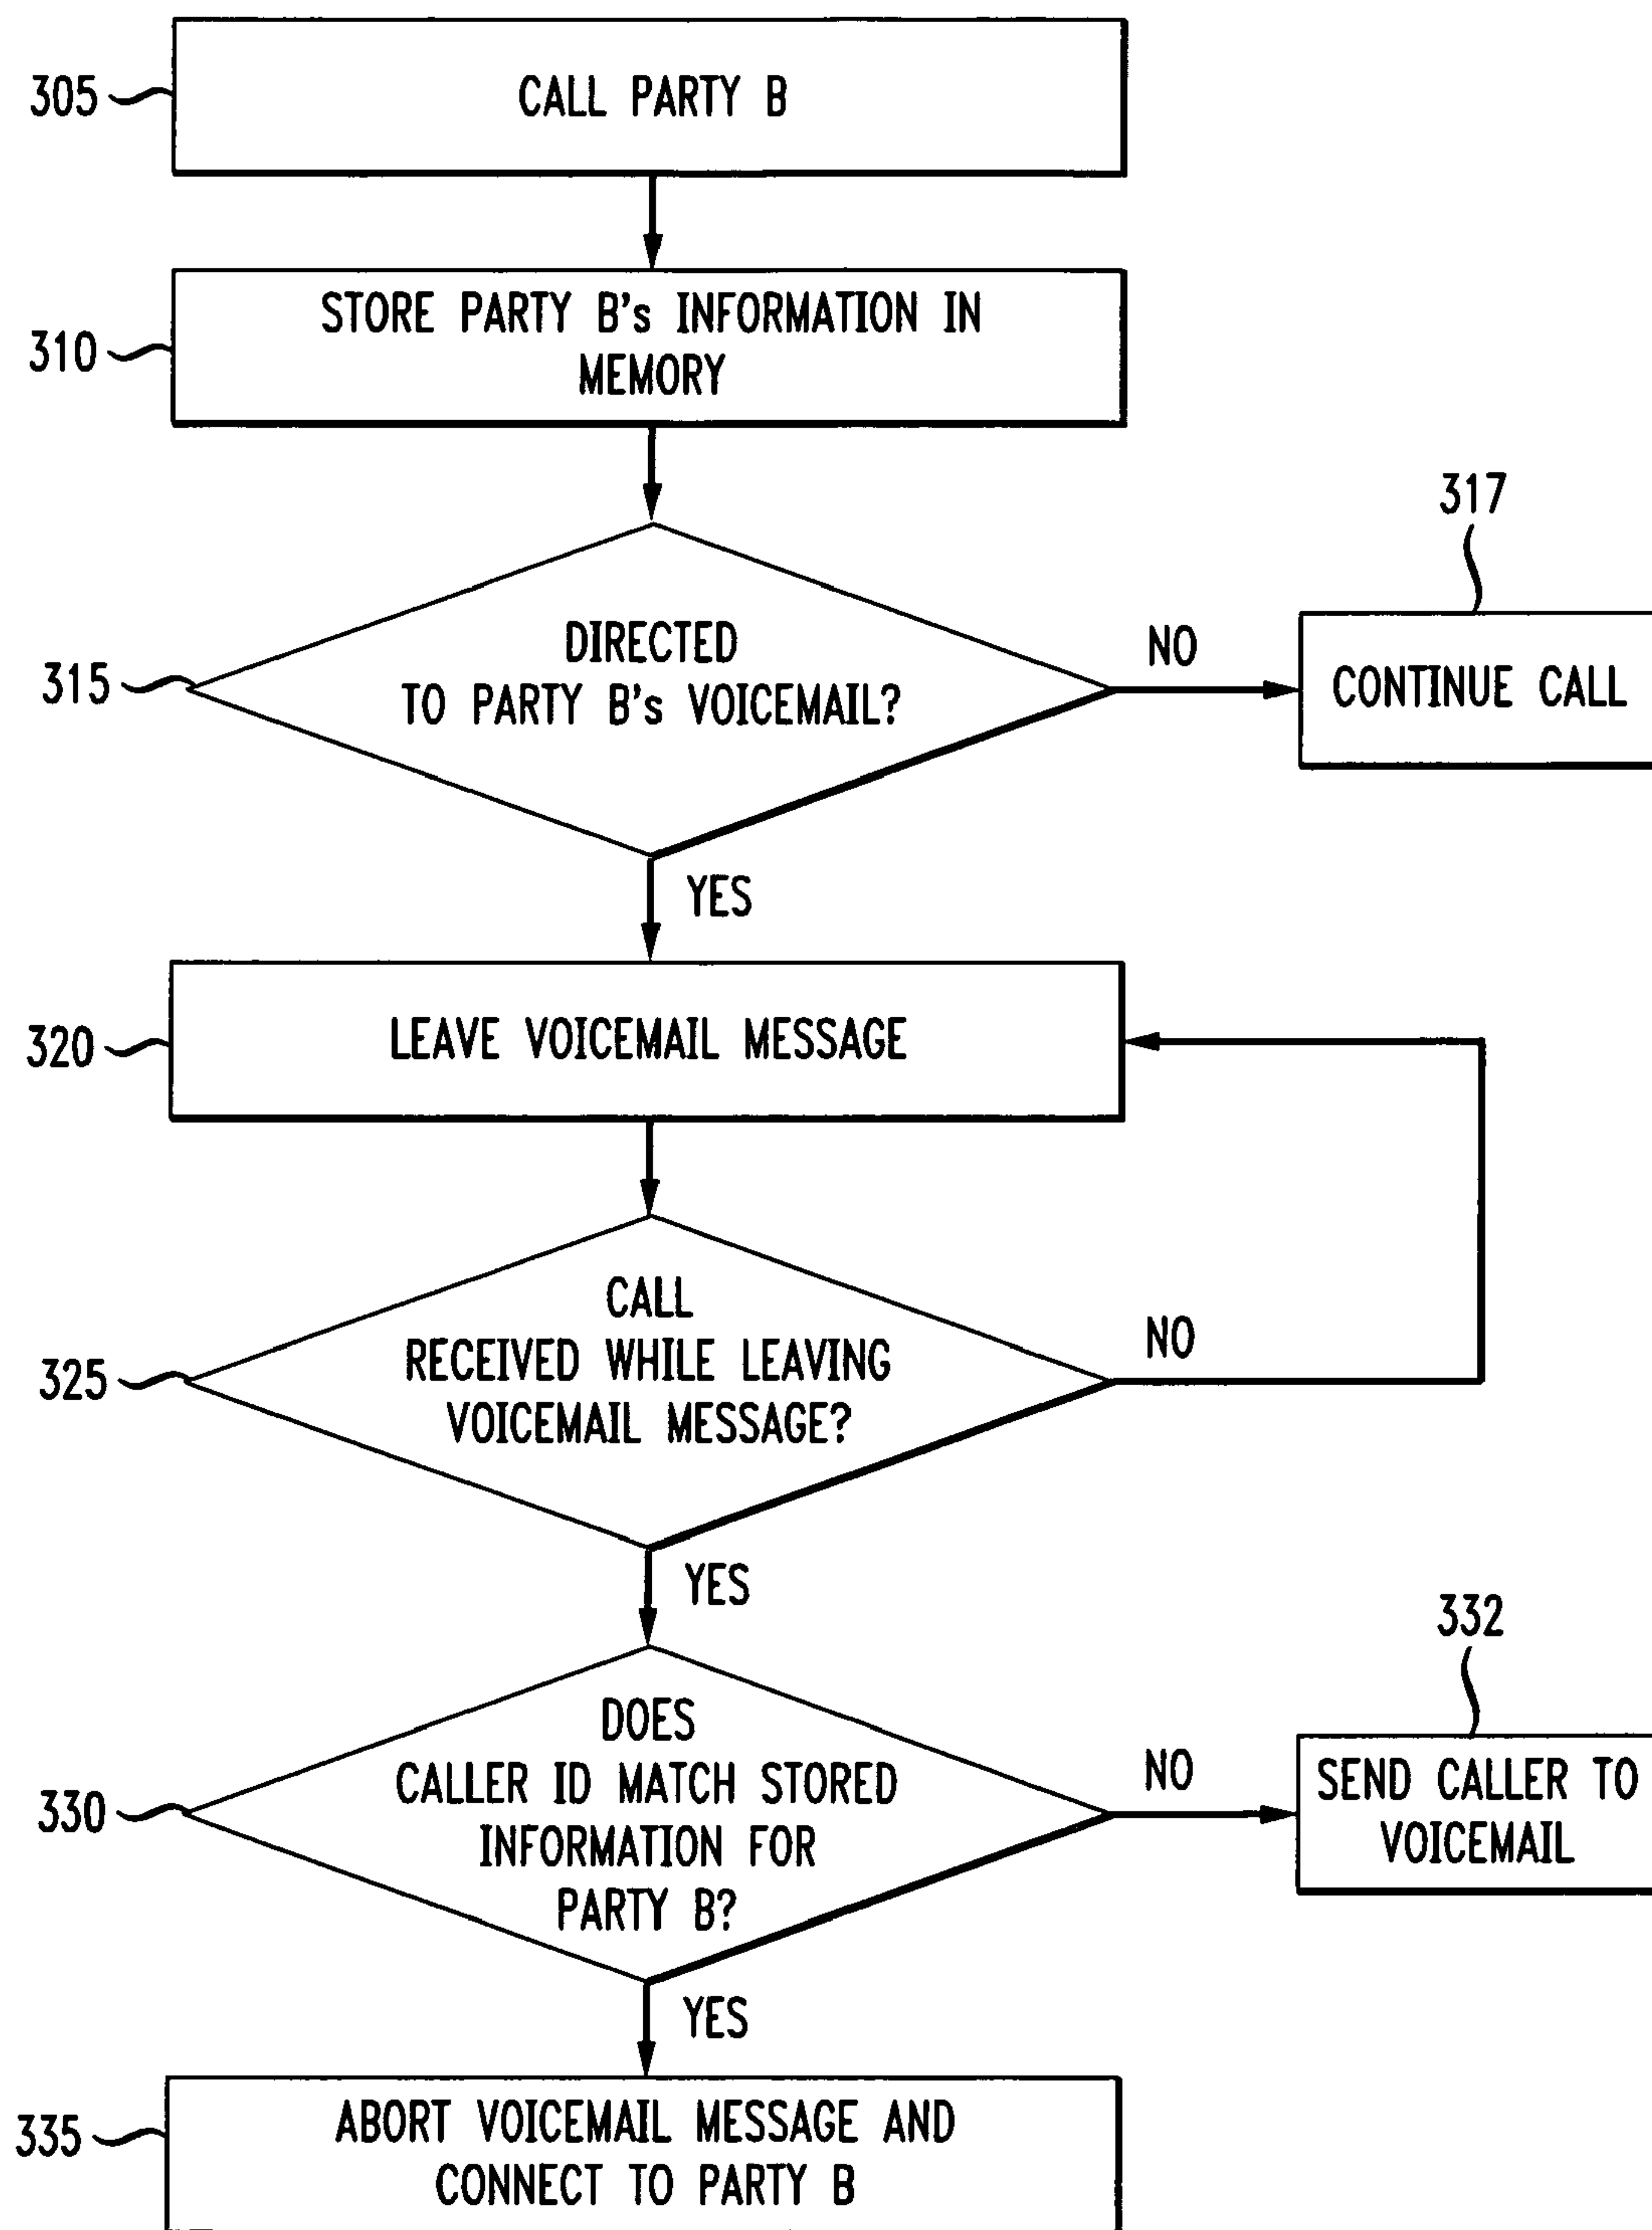 305
CALL PARTY B
310
STORE PARTY B's INFORMATION IN
MEMORY
315
DIRECTED
TO PARTY B's VOICEMAIL?
NO
317
CONTINUE CALL
YES
320
LEAVE VOICEMAIL MESSAGE
325
CALL
RECEIVED WHILE LEAVING
VOICEMAIL MESSAGE?
NO
YES
330
DOES
CALLER ID MATCH STORED
INFORMATION FOR
PARTY B?
NO
332
SEND CALLER TO
VOICEMAIL
YES
335
ABORT VOICEMAIL MESSAGE AND
CONNECT TO PARTY B